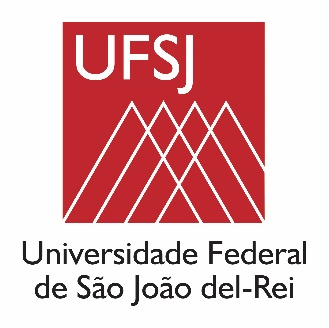 UFSJ
Universidade Federal
de São João del-Rei